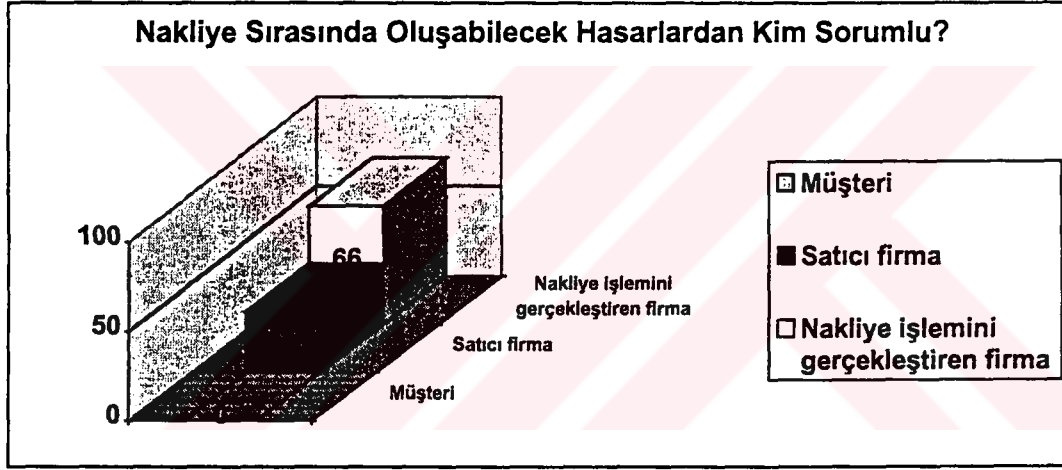 Nakliye Sırasında Oluşabilecek Hasarlardan Kim Sorumlu?
100
50
0
66
Nakliye işlemini
gerçekleştiren firma
Satıcı firma
Müşteri
Müşteri
Satıcı firma
Nakliye işlemini
gerçekleştiren firma